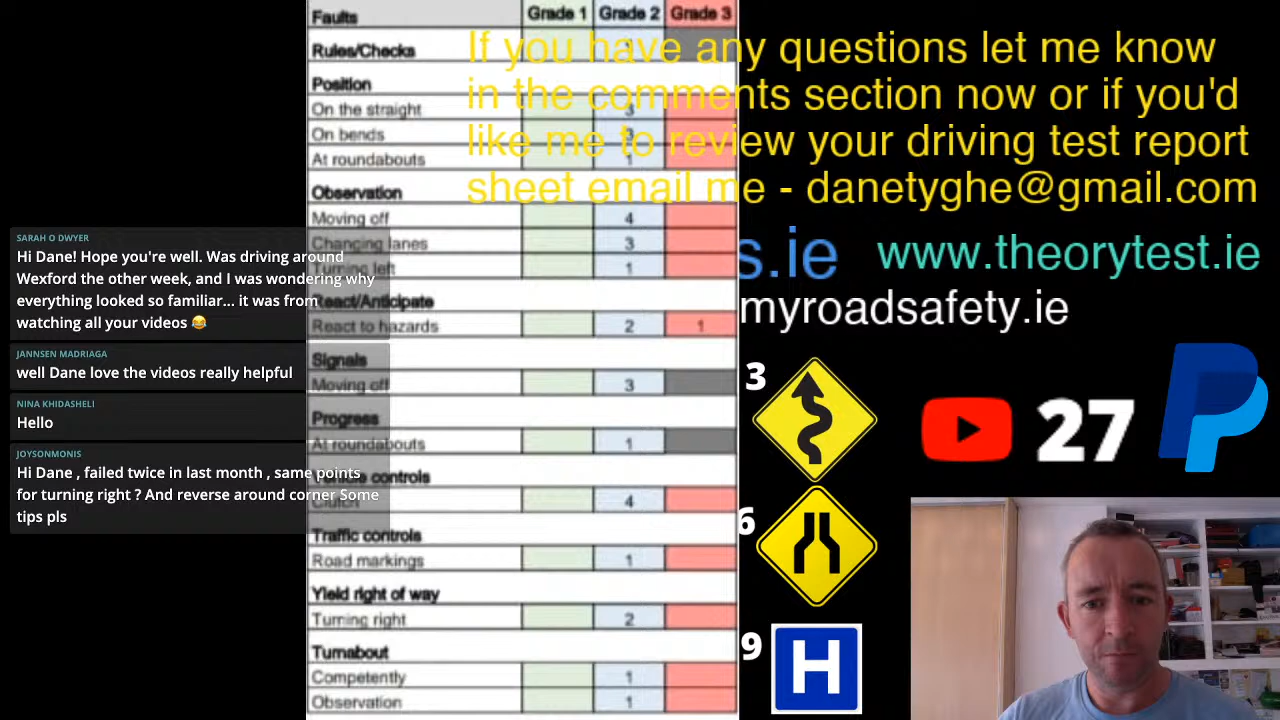 Faults Grade 1 Grade 2 Grade 3
Rules/Checks
Position
On the straight 3
On bends 3
At roundabouts 1
Observation
Moving off 4
Changing lanes 3
Turning left 1
React/Anticipate
React to hazards 2 1
Signals
Moving off 3
Progress
At roundabouts 1
Vehicle controls
Clutch 4
Traffic controls
Road markings 1
Yield right of way
Turning right 2
Turnabout
Competently 1
Observation 1
If you have any questions let me know
in the comments section now or if you'd
like me to review your driving test report
sheet email me - danetyghe@gmail.com
s.ie www.theorytest.ie
myroadsafety.ie
SARAH O DWYER
Hi Dane! Hope you're well. Was driving around
Wexford the other week, and I was wondering why
everything looked so familiar... it was from
watching all your videos 😂
JANNSEN MADRIAGA
well Dane love the videos really helpful
NINA KHIDASHELI
Hello
JOYSONMONIS
Hi Dane , failed twice in last month , same points
for turning right ? And reverse around corner Some
tips pls
3
27
6
9
H